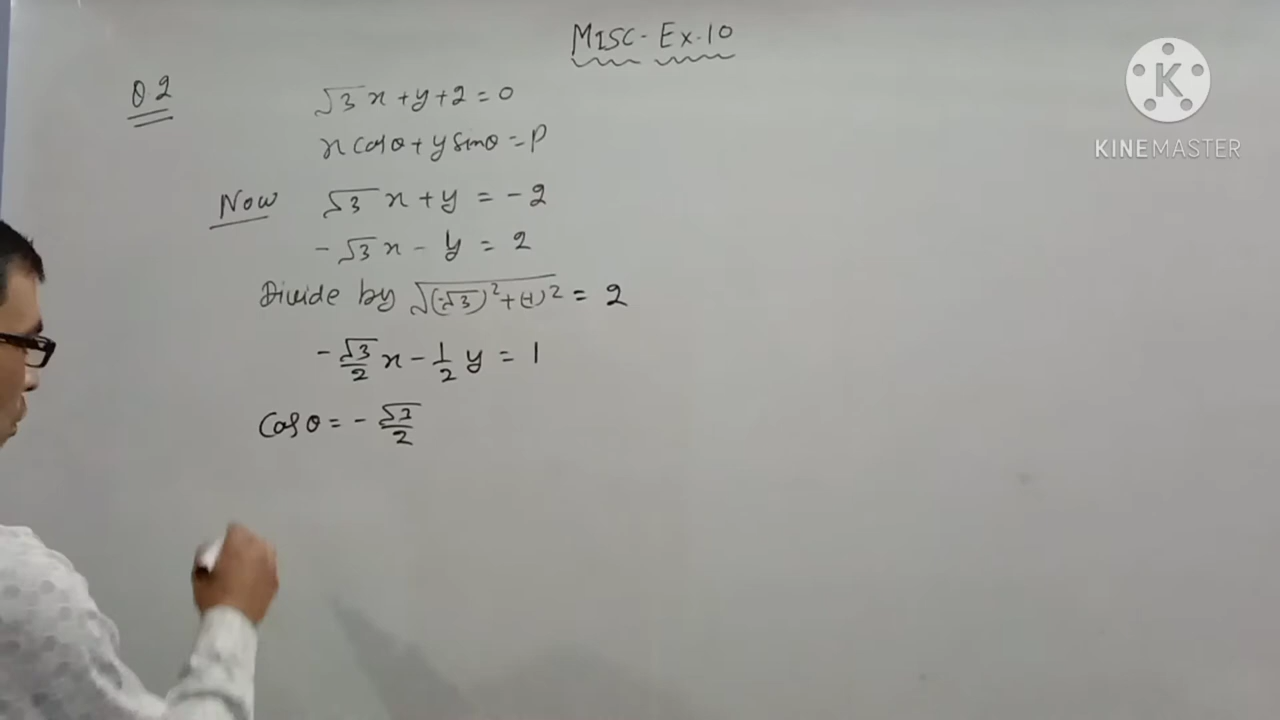 MISC- Ex.10
Q2
√3 x + y + 2 = 0
x cosθ + y sinθ = P
Now √3 x + y = - 2
- √3 x - y = 2
Divide by √(-√3)² + (-1)² = 2
- √3/2 x - 1/2 y = 1
Cosθ = - √3/2
K
KINEMASTER